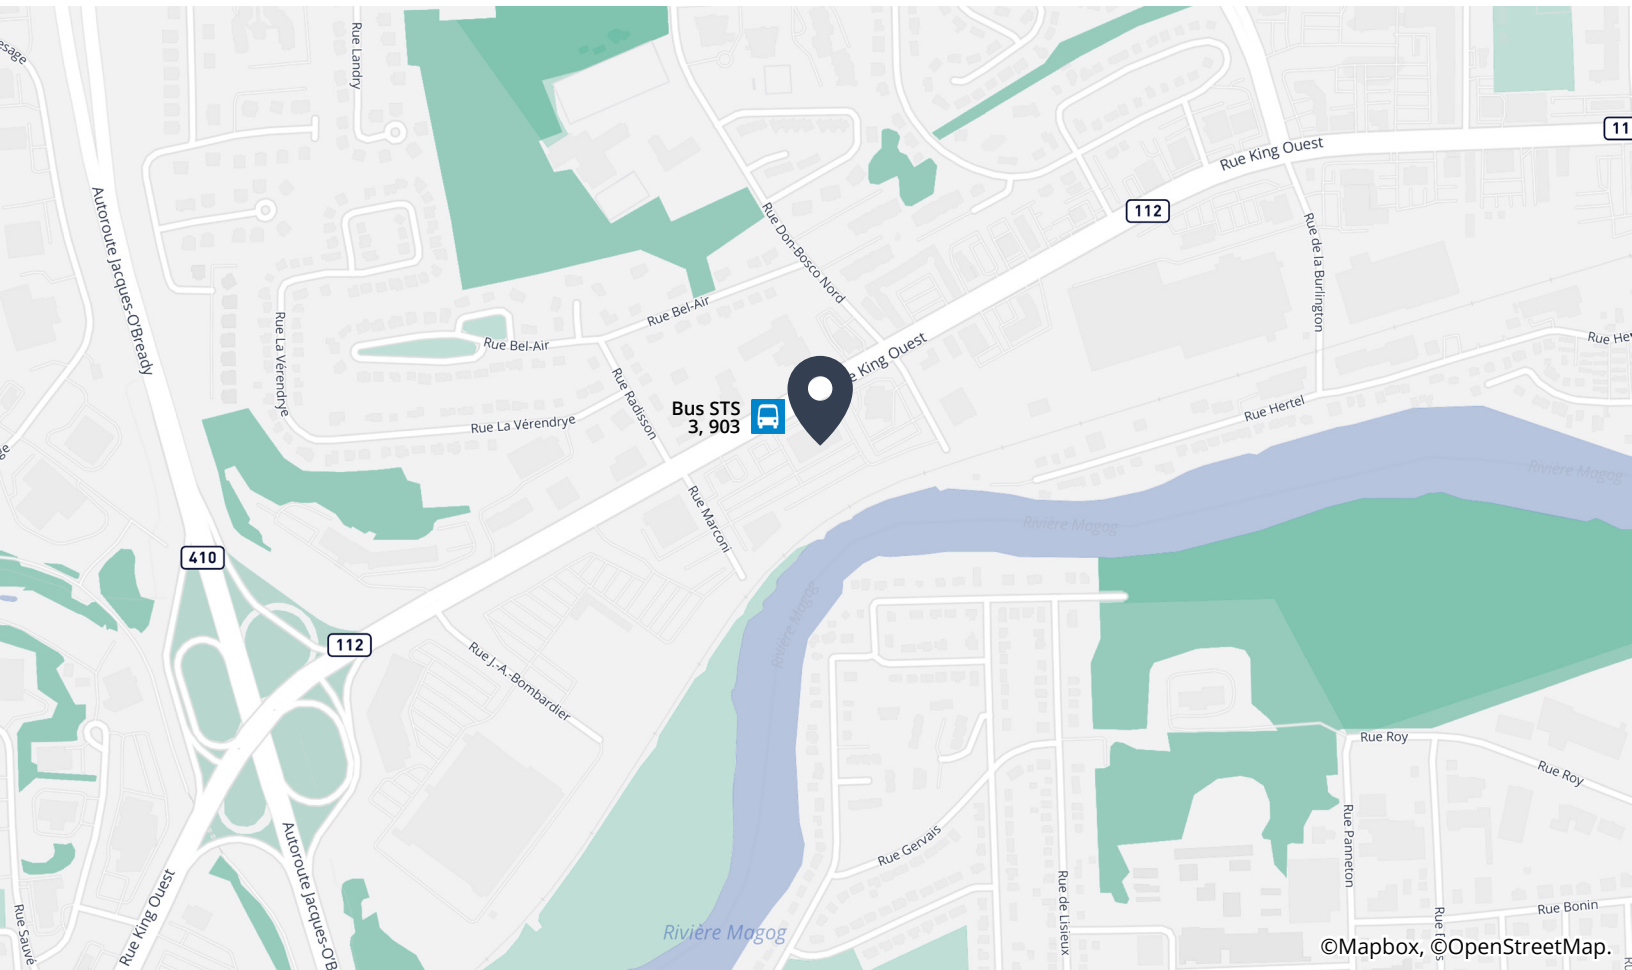 Rue Landry
11
Rue King Ouest
112
Autoroute Jacques-O'Bready
Rue Don-Bosco Nord
Rue de la Burlington
Rue Bel-Air
Rue La Vérendrye
Rue Bel-Air
Rue King Ouest
Rue Radisson
Bus STS
3, 903
Rue Hertel
Rue La Vérendrye
Rivière Magog
Rue Marconi
Rivière Magog
410
Rivière Magog
112
Rue J.-A.-Bombardier
Rue Roy
Rue Roy
Rue Gervais
Rue Panneton
Autoroute Jacques-O'B
Rue King Ouest
Rue de Lisieux
Rue Sauvé
Rue Bonin
Rivière Magog
©Mapbox, ©OpenStreetMap.